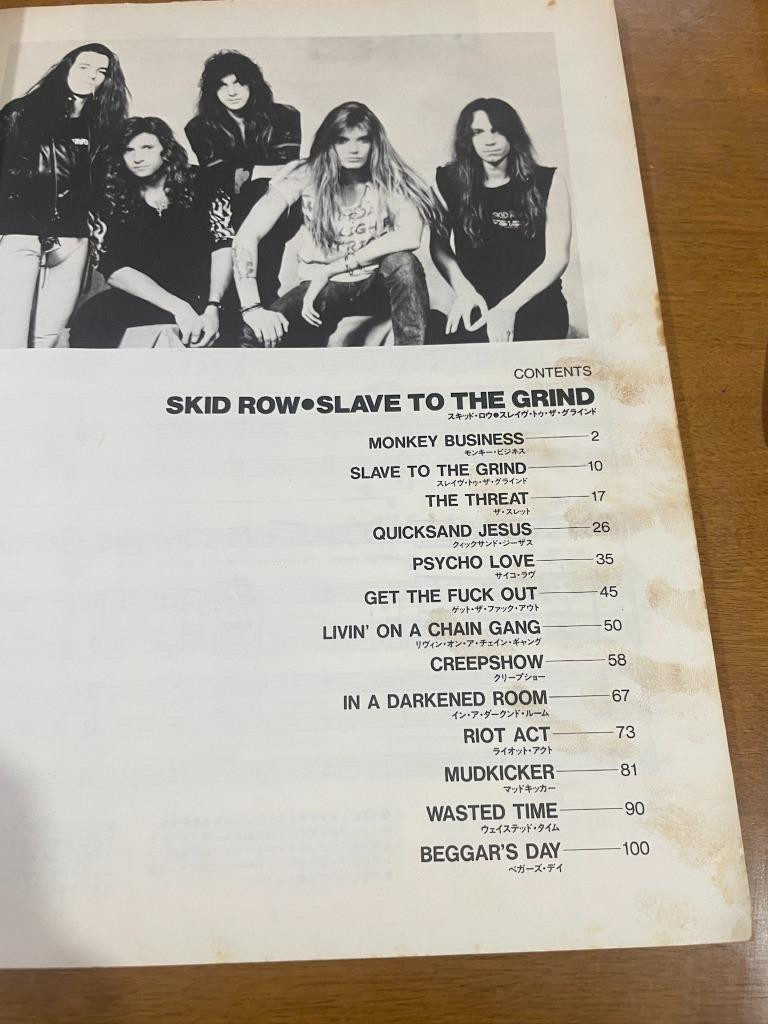 CONTENTS
SKID ROW●SLAVE TO THE GRIND
スキッド・ロウ●スレイヴ・トゥ・ザ・グラインド
MONKEY BUSINESS 2
モンキー・ビジネス
SLAVE TO THE GRIND 10
スレイヴ・トゥ・ザ・グラインド
THE THREAT 17
ザ・スレット
QUICKSAND JESUS 26
クィックサンド・ジーザス
PSYCHO LOVE 35
サイコ・ラヴ
GET THE FUCK OUT 45
ゲット・ザ・ファック・アウト
LIVIN' ON A CHAIN GANG 50
リヴィン・オン・ア・チェイン・ギャング
CREEPSHOW 58
クリープショー
IN A DARKENED ROOM 67
イン・ア・ダークンド・ルーム
RIOT ACT 73
ライオット・アクト
MUDKICKER 81
マッドキッカー
WASTED TIME 90
ウェイステッド・タイム
BEGGAR'S DAY 100
ベガーズ・デイ